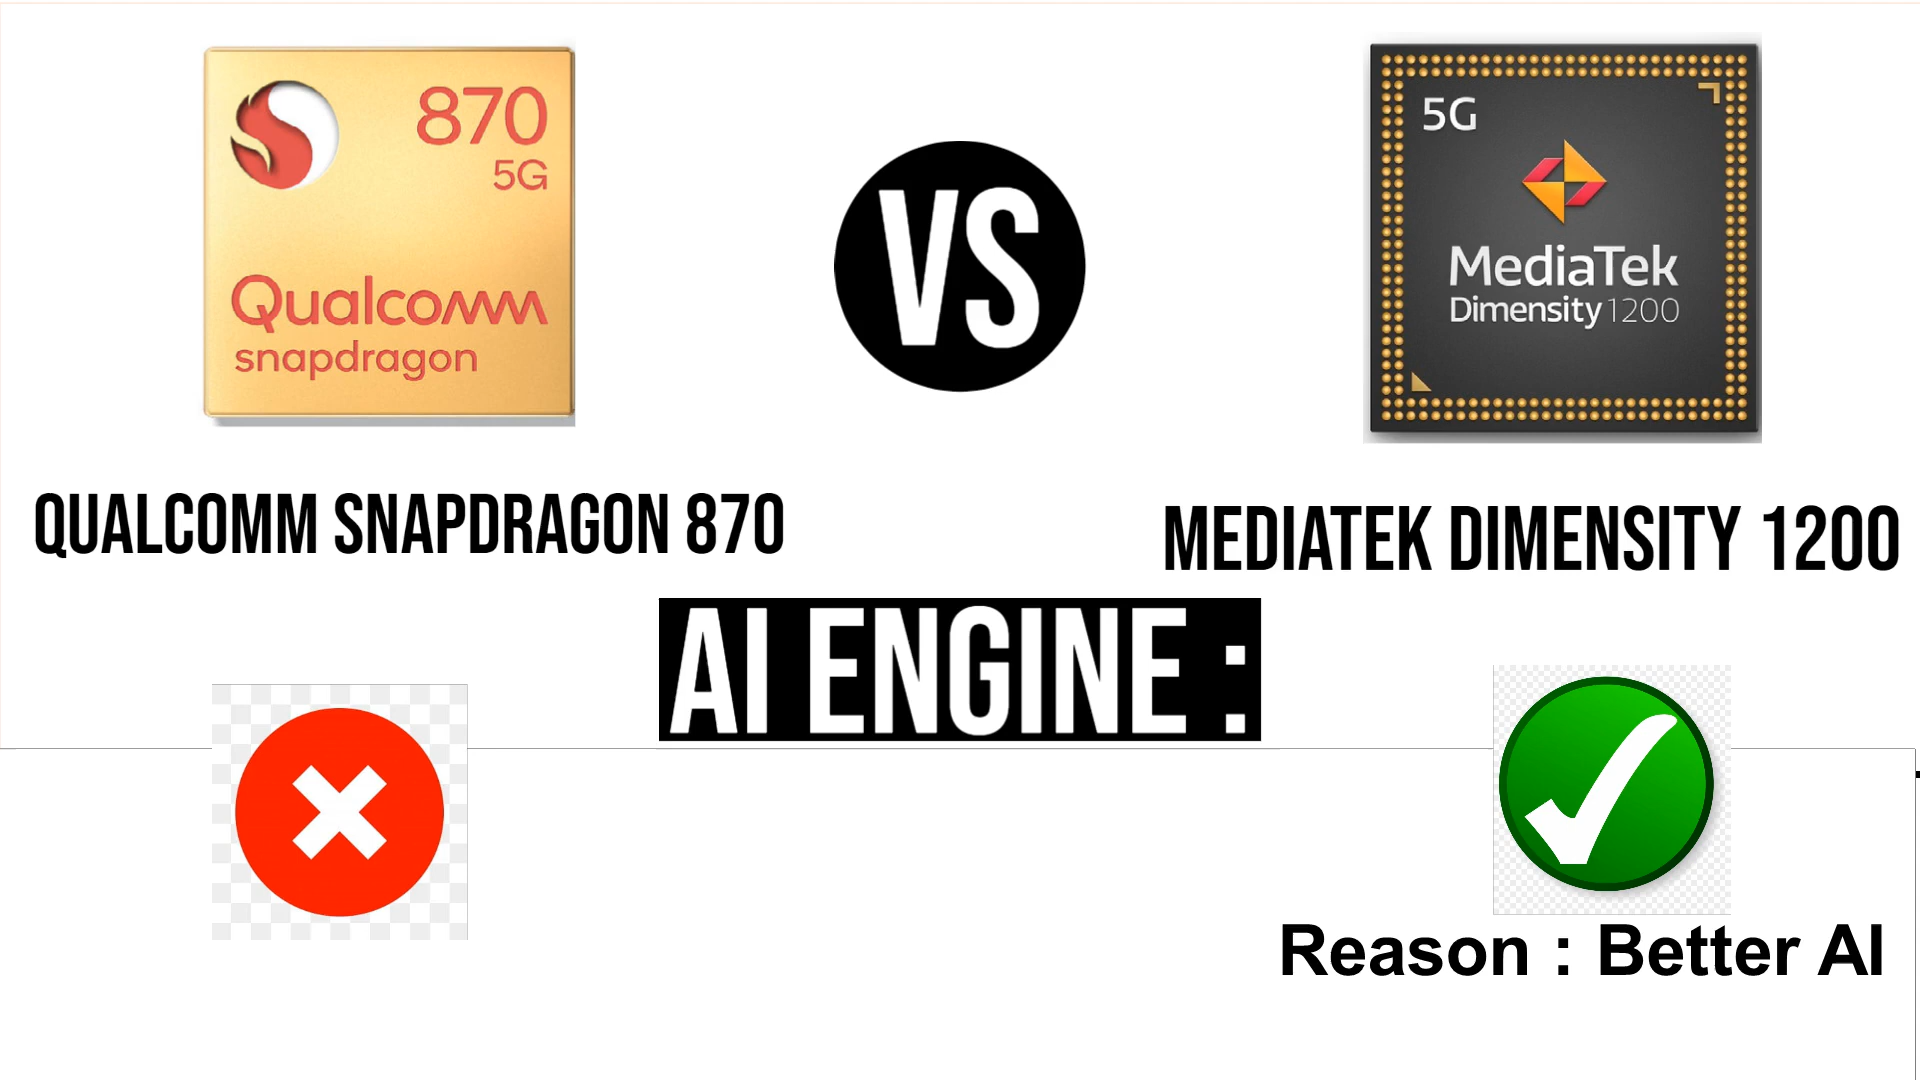 870
5G
Qualcomm
snapdragon
VS
5G
MediaTek
Dimensity 1200
QUALCOMM SNAPDRAGON 870
MEDIATEK DIMENSITY 1200
AI ENGINE :
Reason : Better AI